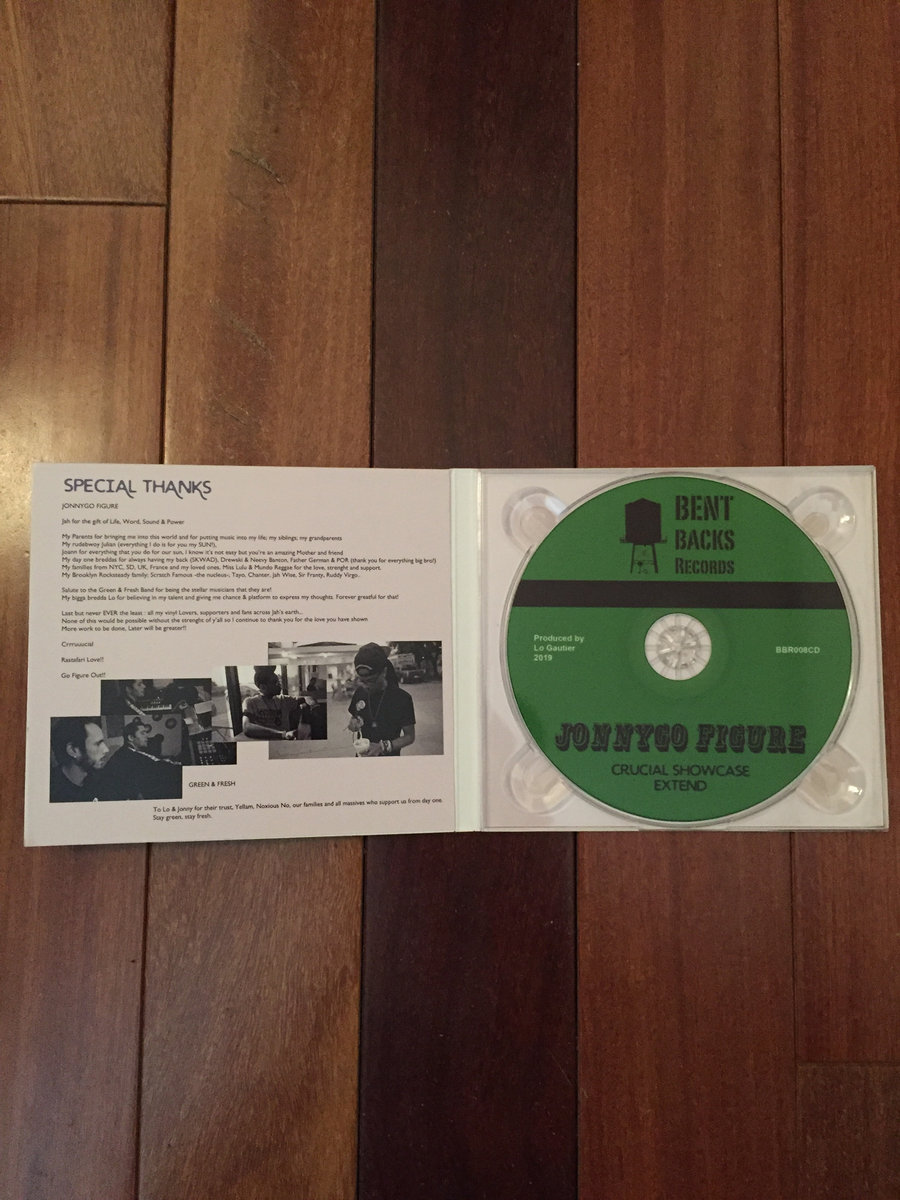 SPECIAL THANKS
JONNYGO FIGURE
Jah for the gift of Life, Word, Sound & Power
My Parents for bringing me into this world and for putting music into my life; my siblings; my grandparents
My rudebwoy Julian (everything I do is for you my SUN!),
Joann for everything that you do for our sun, I know it's not easy but you're an amazing Mother and friend
My day one breddas for always having my back (SKWAD), Drewski & Neevy Banton, Father German & POR (thank you for everything big bro!)
My families from NYC, SD, UK, France and my loved ones. Miss Lulu & Mundo Reggae for the love, strenght and support.
My Brooklyn Rocksteady family; Scratch Famous -the nucleus-, Tayo, Chanter, Jah Wise, Sir Franty, Ruddy Virgo..
Salute to the Green & Fresh Band for being the stellar musicians that they are!
My bigga bredda Lo for believing in my talent and giving me chance & platform to express my thoughts. Forever greatful for that!
Last but never EVER the least : all my vinyl Lovers, supporters and fans across Jah's earth...
None of this would be possible without the strenght of y'all so I continue to thank you for the love you have shown
More work to be done, Later will be greater!!
Crrruuucial
Rastafari Love!!
Go Figure Out!!
GREEN & FRESH
To Lo & Jonny for their trust, Yellam, Noxious No, our families and all massives who support us from day one.
Stay green, stay fresh.
BENT
BACKS
RECORDS
Produced by
Lo Gautier
2019
BBR008CD
JONNYGO FIGURE
CRUCIAL SHOWCASE
EXTEND